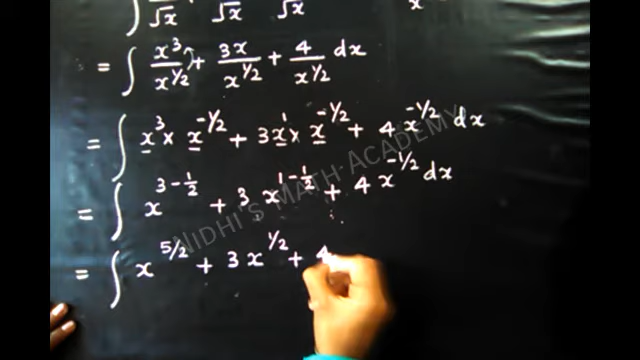 ∫ √x √x √x x
= ∫ x³/x^1/2 + 3x/x^1/2 + 4/x^1/2 dx
= ∫ x³ × x^-1/2 + 3x¹ × x^-1/2 + 4 x^-1/2 dx
= ∫ x^3-1/2 + 3 x^1-1/2 + 4 x^-1/2 dx
= ∫ x^5/2 + 3x^1/2 + 4
NIDHI'S MATH ACADEMY